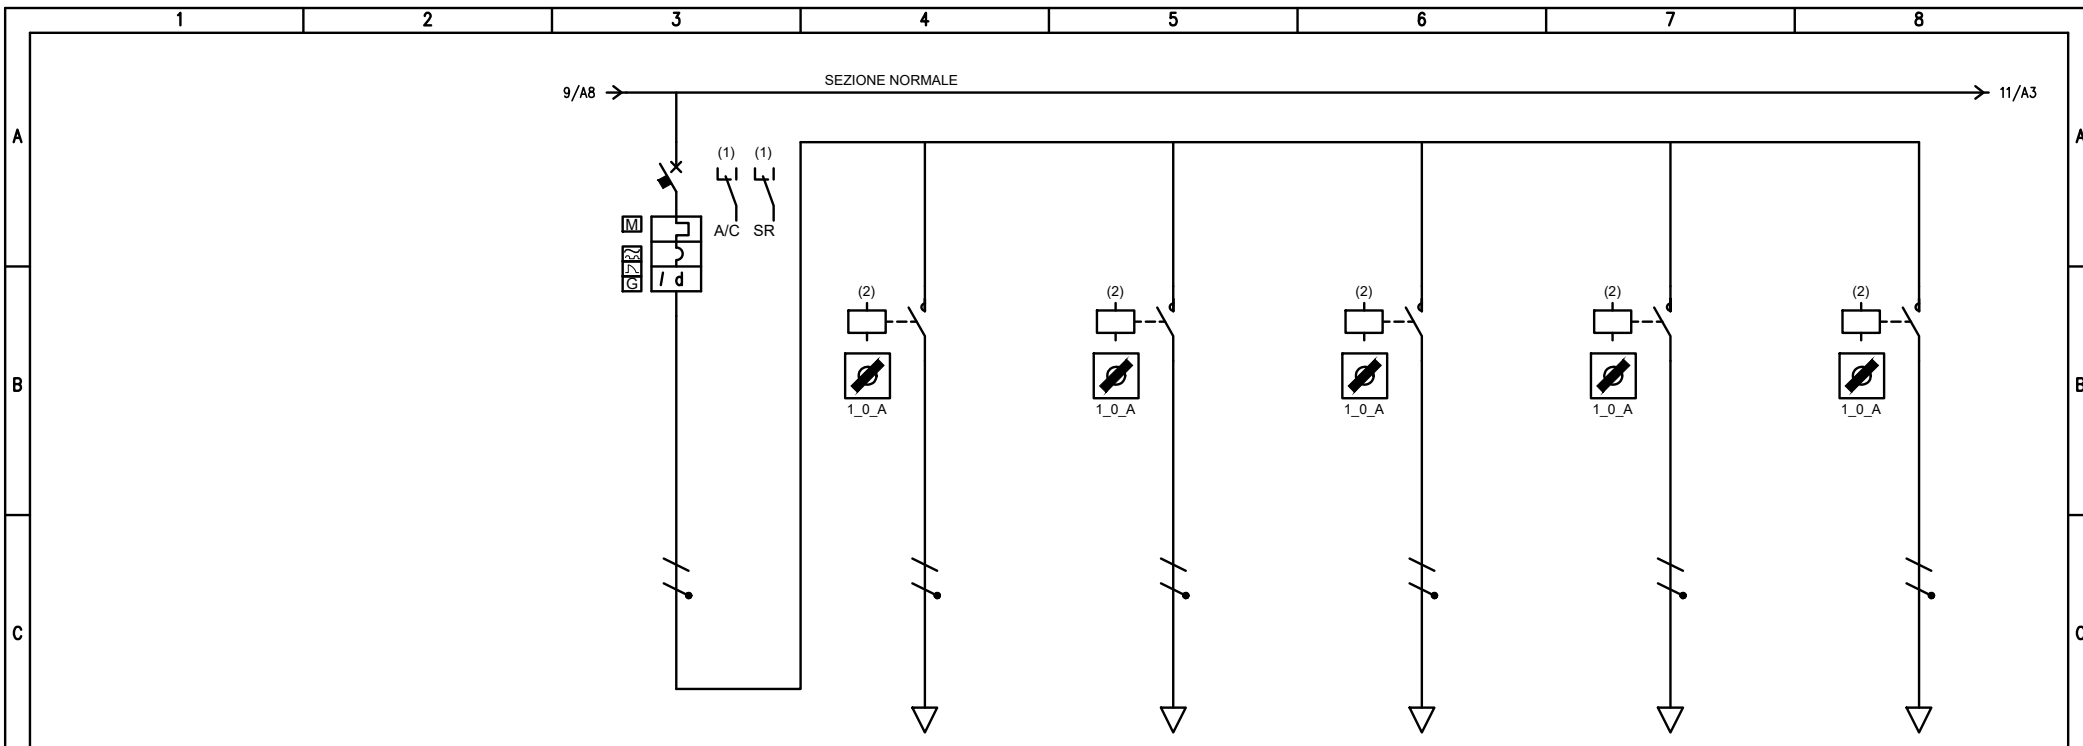 1 2 3 4 5 6 7 8
SEZIONE NORMALE
9/A8 11/A3
A A
(1) (1)
M A/C SR
G I d
(2) (2) (2) (2) (2)
B B
1_0_A 1_0_A 1_0_A 1_0_A 1_0_A
C C